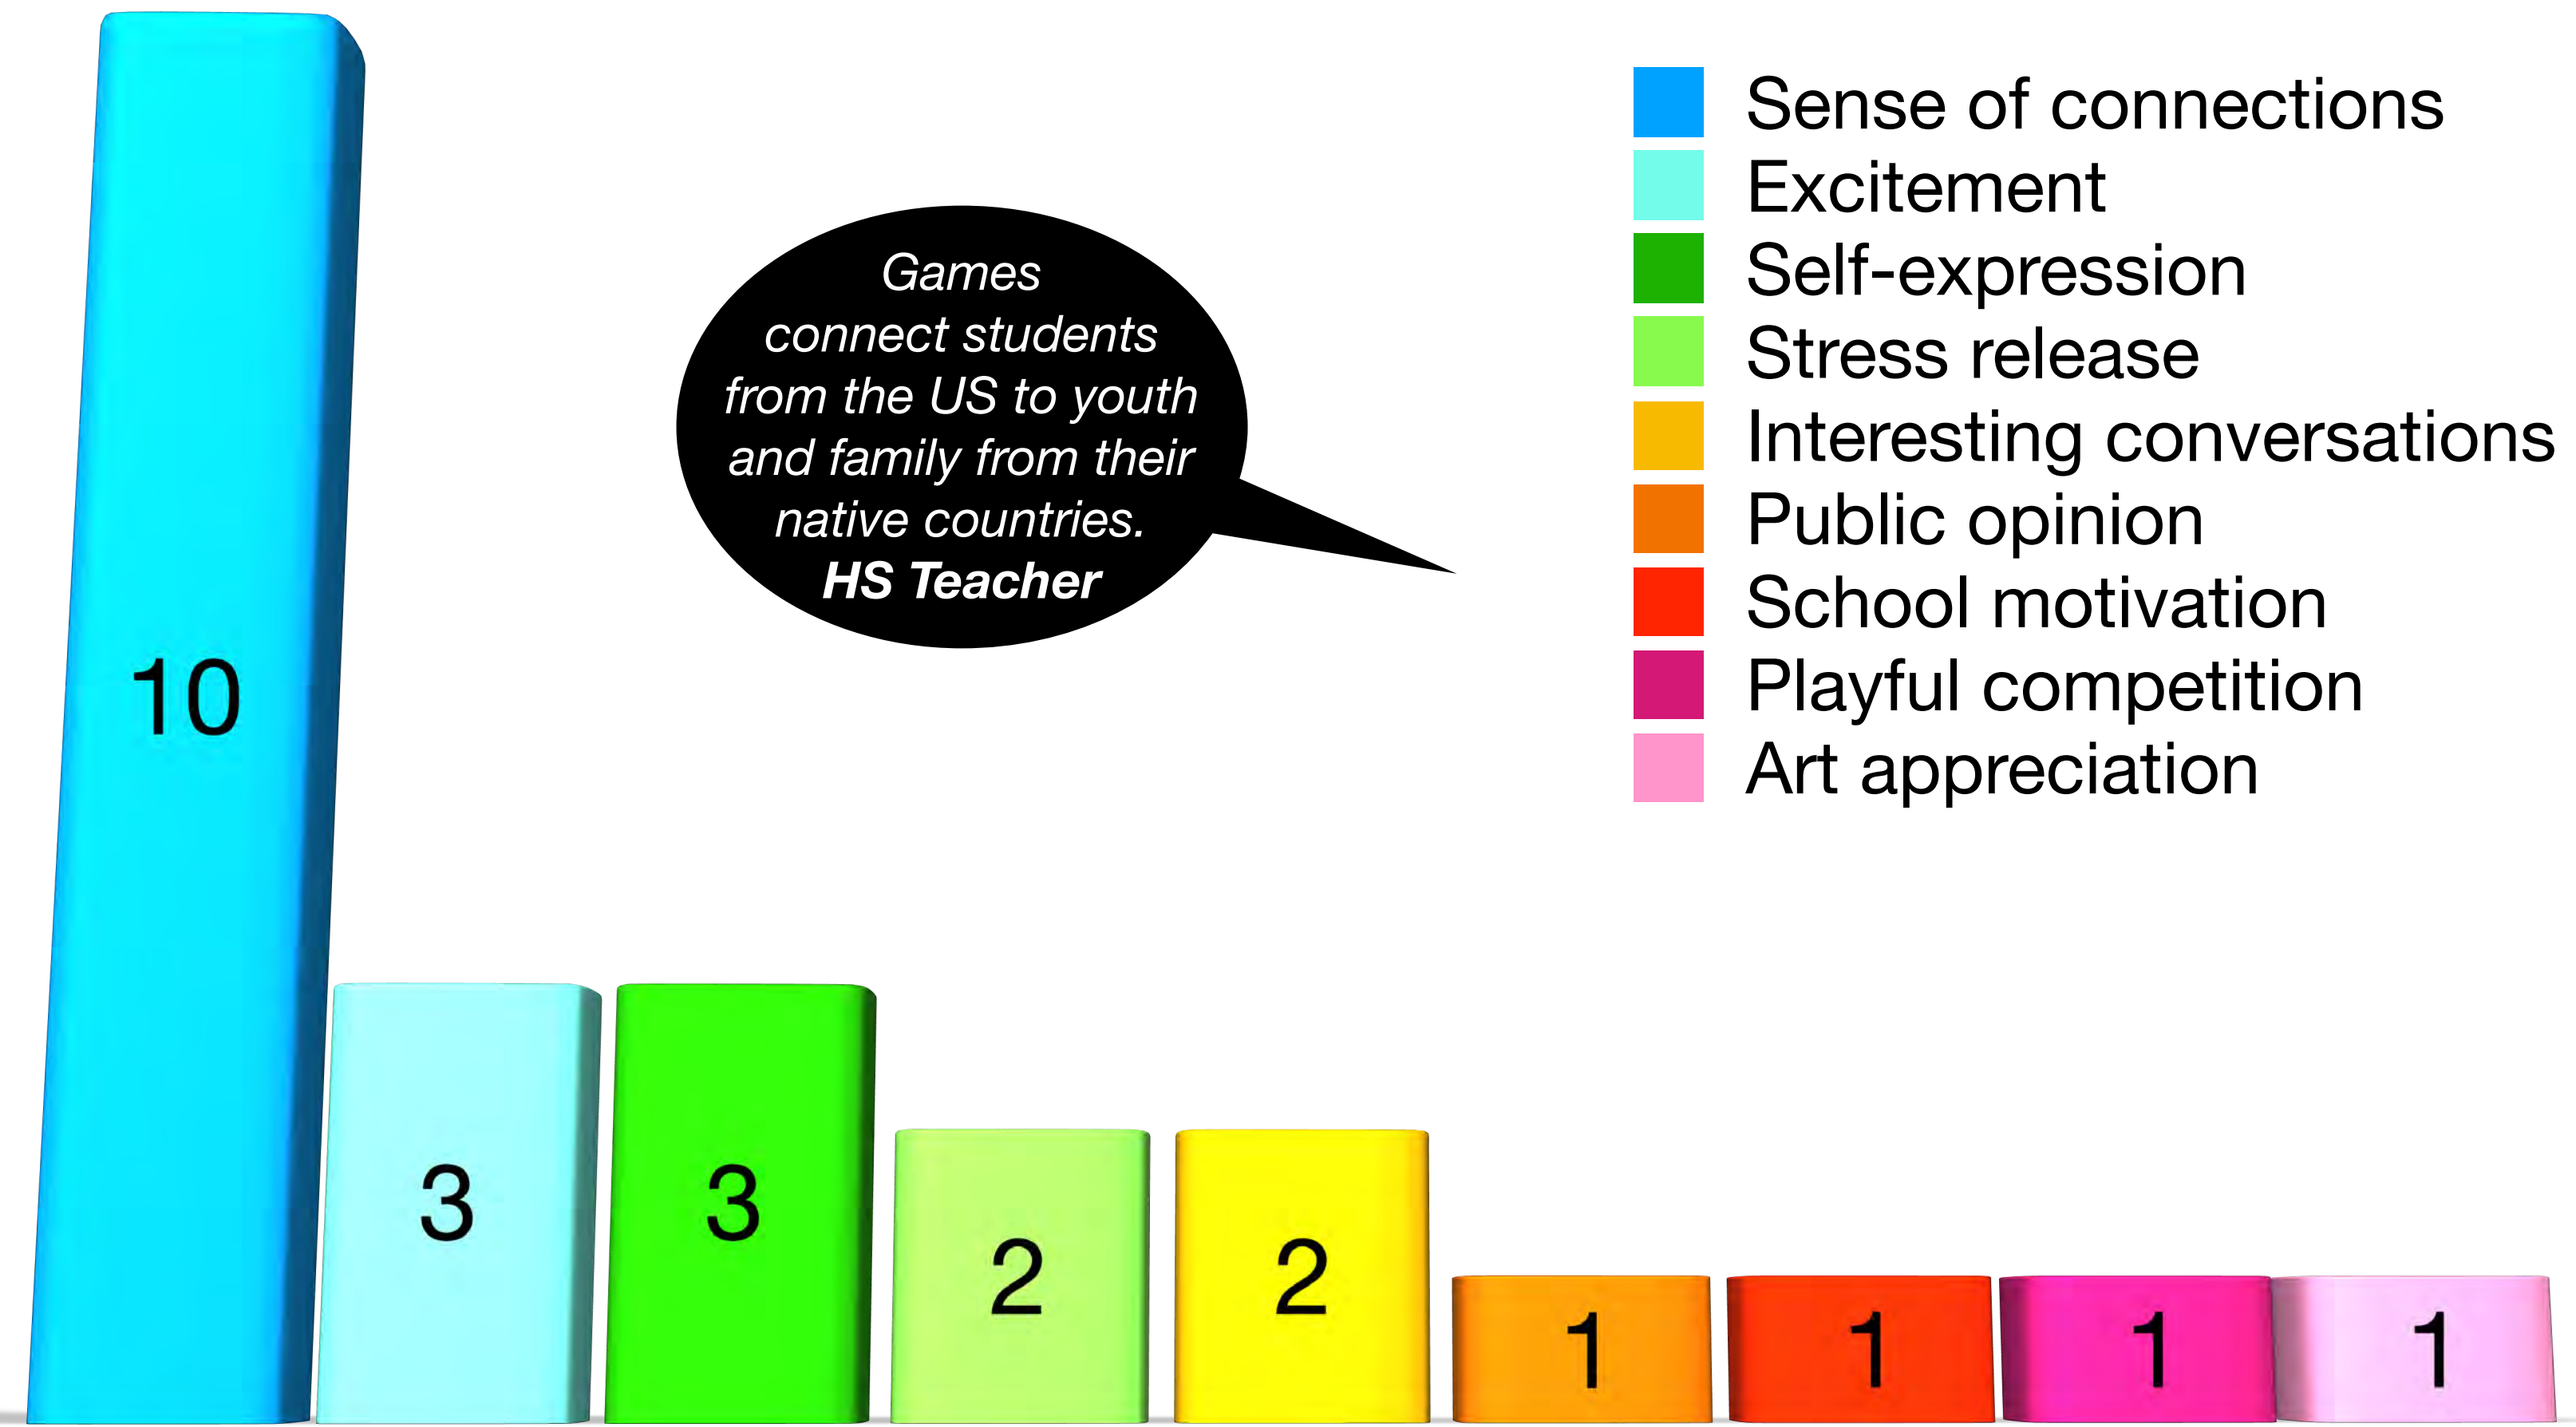 Sense of connections
Excitement
Self-expression
Stress release
Interesting conversations
Public opinion
School motivation
Playful competition
Art appreciation
Games
connect students
from the US to youth
and family from their
native countries.
HS Teacher
10
3
3
2
2
1
1
1
1